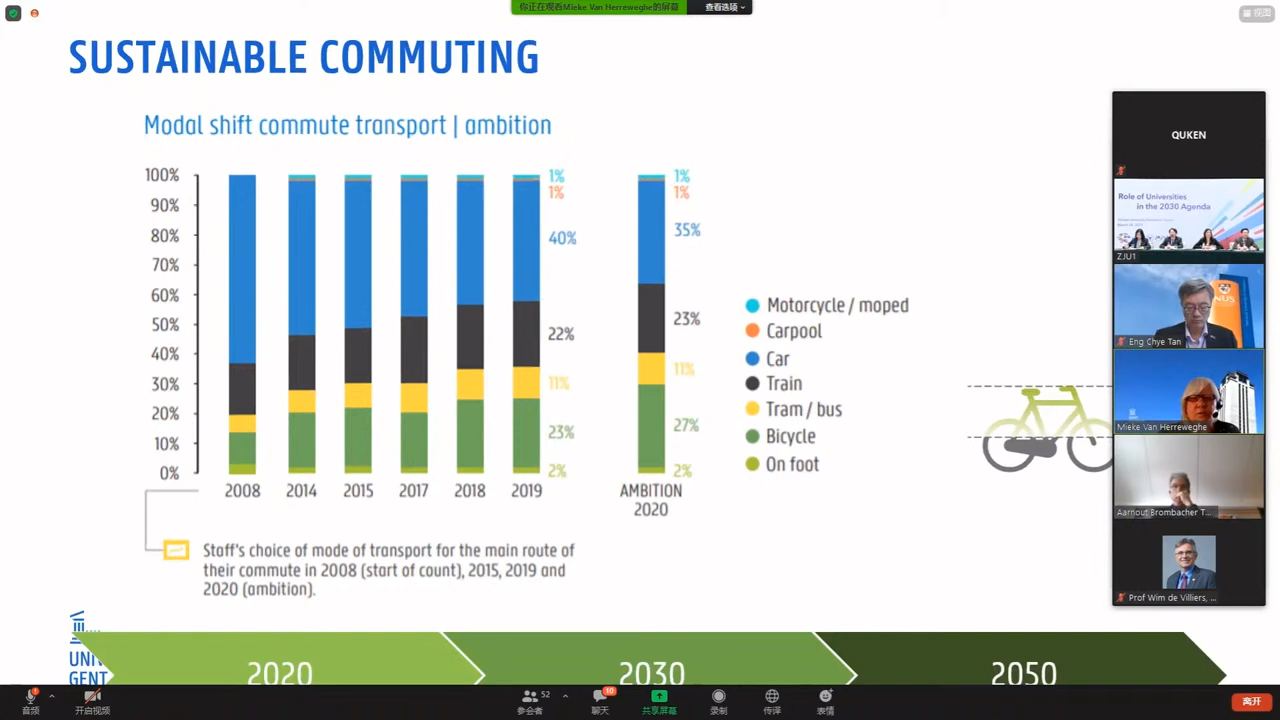 你正在观看Mieke Van Herreweghe的屏幕
查看选项
视图
SUSTAINABLE COMMUTING
Modal shift commute transport | ambition
100%
90%
80%
70%
60%
50%
40%
30%
20%
10%
0%
1%
1%
40%
22%
11%
23%
2%
1%
1%
35%
23%
11%
27%
2%
2008
2014
2015
2017
2018
2019
AMBITION
2020
Motorcycle / moped
Carpool
Car
Train
Tram / bus
Bicycle
On foot
Staff's choice of mode of transport for the main route of
their commute in 2008 (start of count), 2015, 2019 and
2020 (ambition).
GENT
2020
2030
2050
QUKEN
Role of Universities
in the 2030 Agenda
ZJU1
NUS
Eng Chye Tan
Mieke Van Herreweghe
Aarnout Brombacher T...
Prof Wim de Villiers, ...
音频
开启视频
52
参会者
10
聊天
共享屏幕
录制
传译
表情
离开